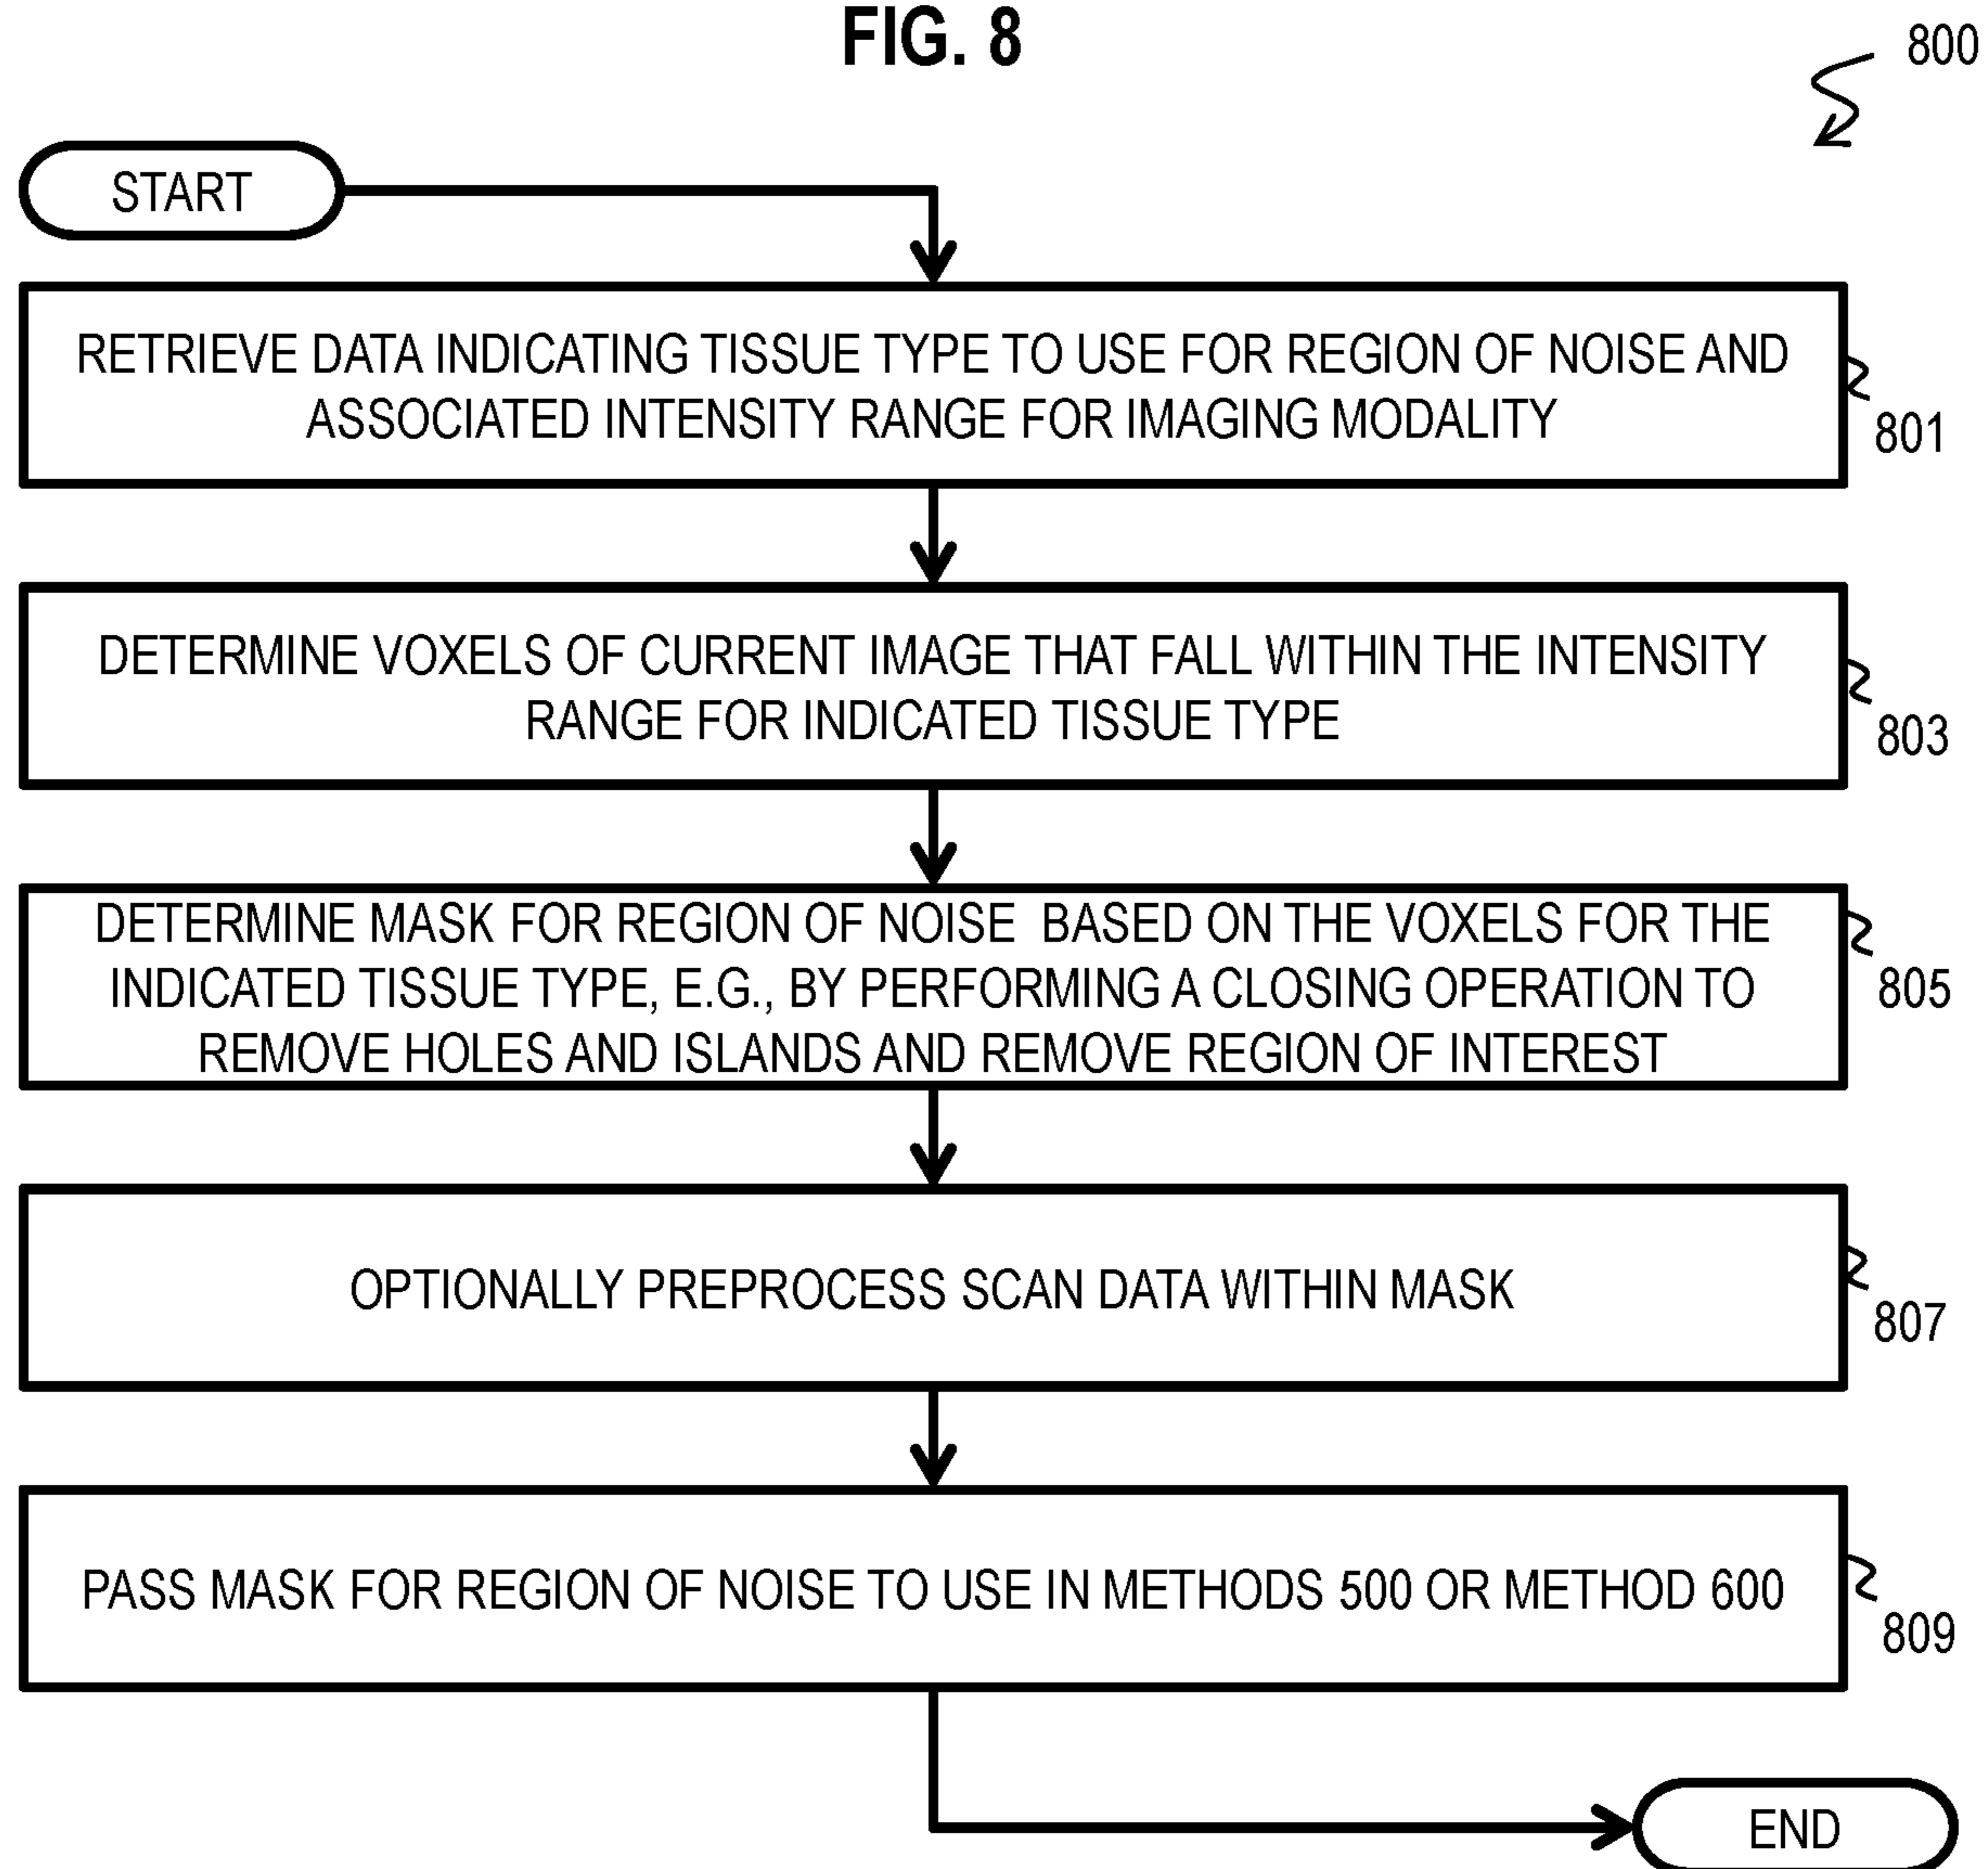 FIG. 8
800
START
RETRIEVE DATA INDICATING TISSUE TYPE TO USE FOR REGION OF NOISE AND
ASSOCIATED INTENSITY RANGE FOR IMAGING MODALITY
801
DETERMINE VOXELS OF CURRENT IMAGE THAT FALL WITHIN THE INTENSITY
RANGE FOR INDICATED TISSUE TYPE
803
DETERMINE MASK FOR REGION OF NOISE BASED ON THE VOXELS FOR THE
INDICATED TISSUE TYPE, E.G., BY PERFORMING A CLOSING OPERATION TO
REMOVE HOLES AND ISLANDS AND REMOVE REGION OF INTEREST
805
OPTIONALLY PREPROCESS SCAN DATA WITHIN MASK
807
PASS MASK FOR REGION OF NOISE TO USE IN METHODS 500 OR METHOD 600
809
END